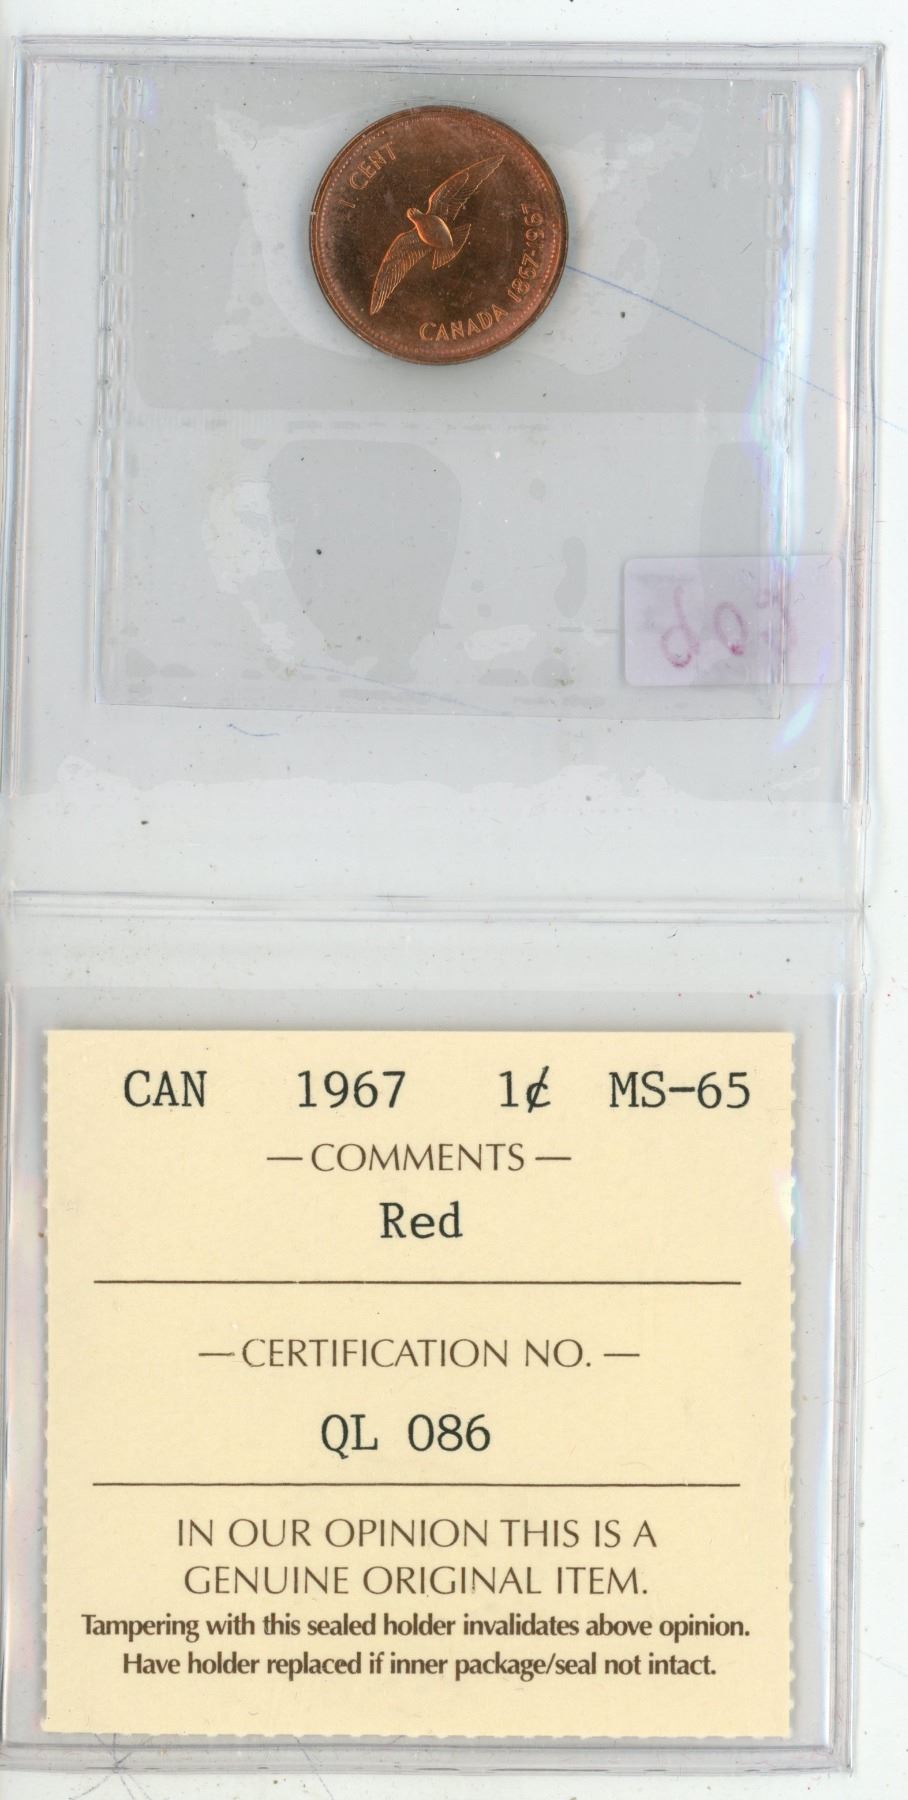 1 CENT
CANADA 1867-1967
CAN 1967 1¢ MS-65
— COMMENTS —
Red
— CERTIFICATION NO. —
QL 086
IN OUR OPINION THIS IS A
GENUINE ORIGINAL ITEM.
Tampering with this sealed holder invalidates above opinion.
Have holder replaced if inner package/seal not intact.